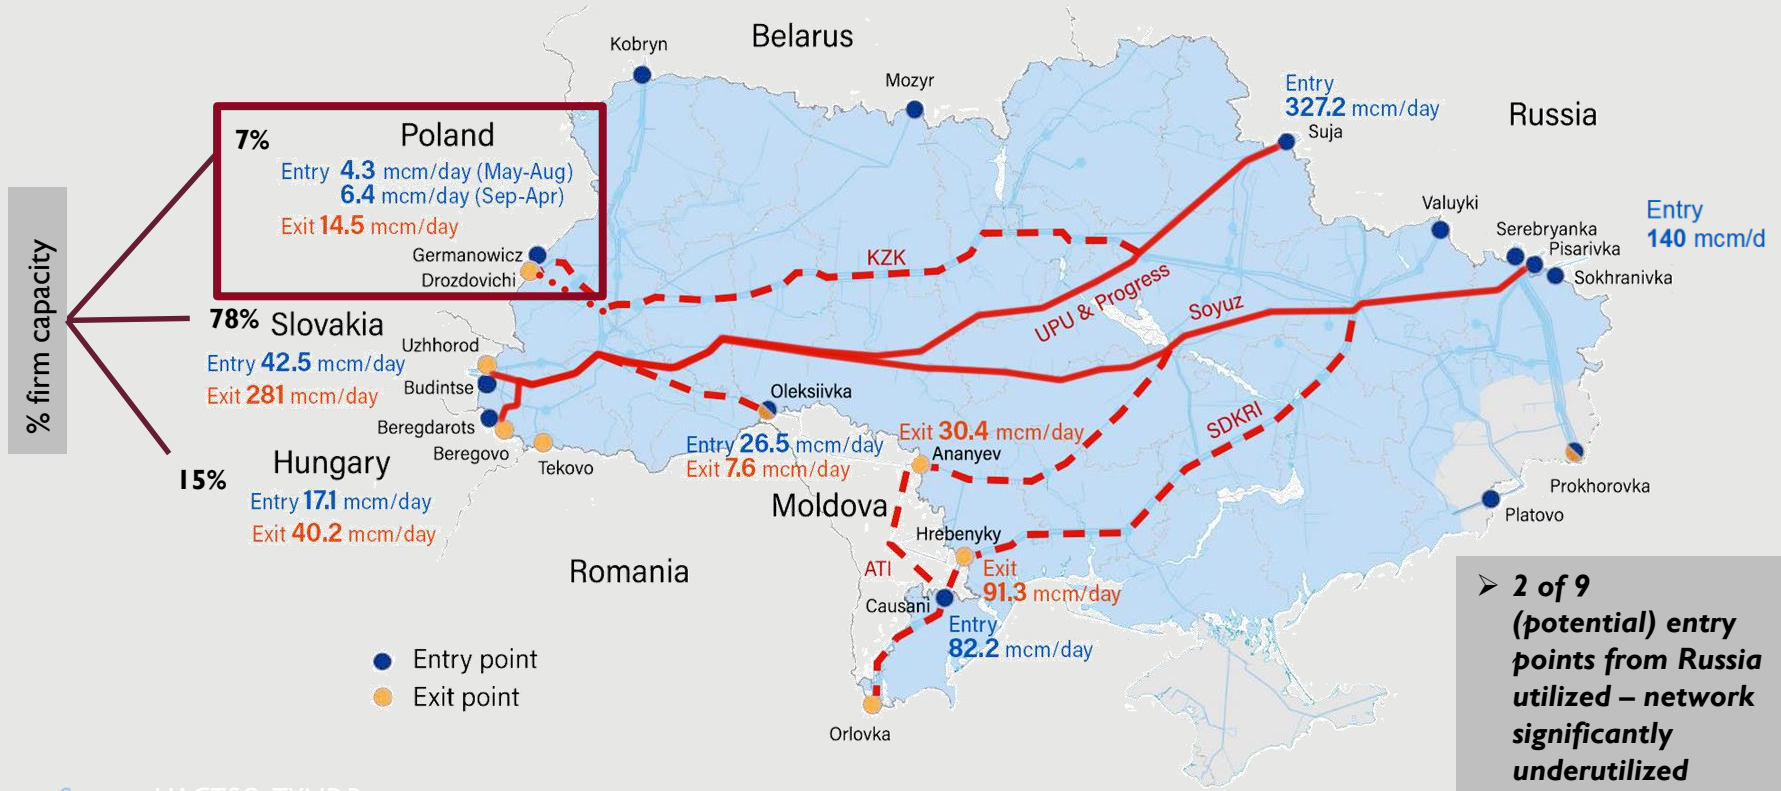 Belarus
Kobryn
Mozyr
Entry
327.2 mcm/day
Suja
Russia
7%
Poland
Entry 4.3 mcm/day (May-Aug)
6.4 mcm/day (Sep-Apr)
Exit 14.5 mcm/day
Germanowicz
Drozdovichi
Valuyki
Serebryanka
Pisarivka
Sokhranivka
Entry
140 mcm/d
KZK
UPU & Progress
Soyuz
SDKRI
% firm capacity
78% Slovakia
Uzhhorod
Entry 42.5 mcm/day
Budintse
Exit 281 mcm/day
Beregdarots
Beregovo
Tekovo
15%
Hungary
Entry 17.1 mcm/day
Exit 40.2 mcm/day
Oleksiivka
Entry 26.5 mcm/day
Exit 7.6 mcm/day
Exit 30.4 mcm/day
Ananyev
Moldova
Hrebenyky
Exit
91.3 mcm/day
ATI
Causani
Entry
82.2 mcm/day
Romania
Orlovka
Prokhorovka
Platovo
Entry point
Exit point
➢ 2 of 9
(potential) entry
points from Russia
utilized – network
significantly
underutilized